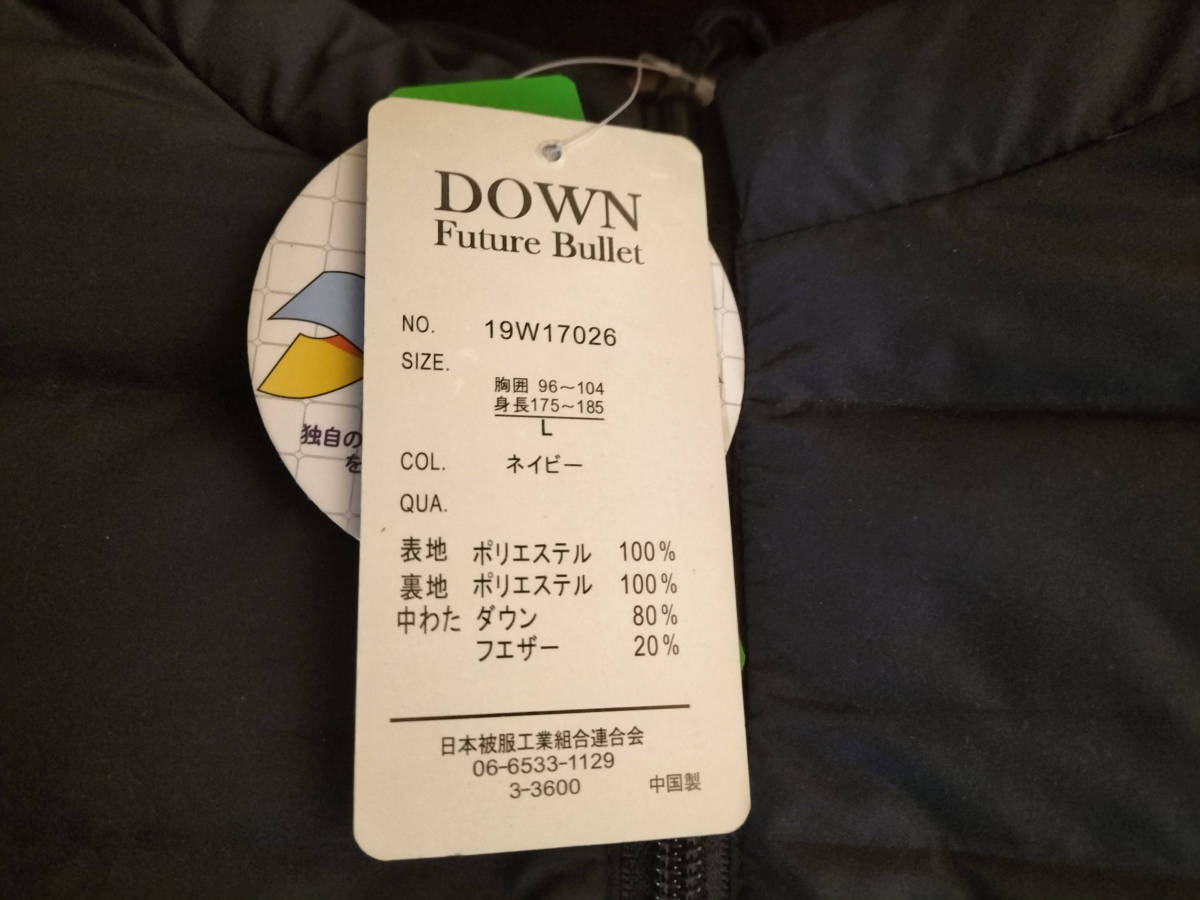 DOWN
Future Bullet
NO. 19W17026
SIZE.
胸囲 96～104
身長175～185
L
COL. ネイビー
QUA.
表地 ポリエステル 100%
裏地 ポリエステル 100%
中わた ダウン 80%
フエザー 20%
日本被服工業組合連合会
06-6533-1129
3-3600 中国製
独自の
を